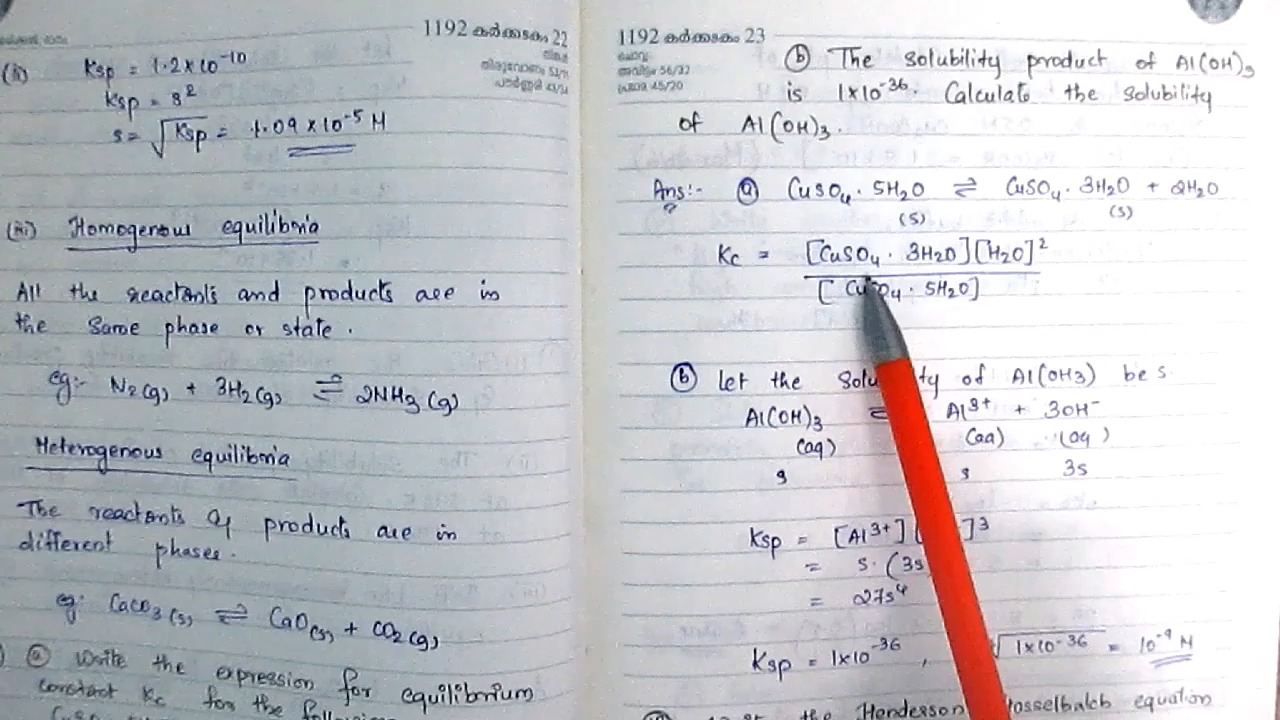 1192 കർക്കടകം 22
(ii) Ksp = 1.2×10⁻¹⁰
Ksp = s²
s = √Ksp = 1.09 × 10⁻⁵ M
(iii) Homogenous equilibria
All the reactants and products are in
the same phase or state.
eg:- N₂(g) + 3H₂(g) ⇌ 2NH₃(g)
Heterogenous equilibria
The reactants & products are in
different phases.
eg: CaCO₃(s) ⇌ CaO(s) + CO₂(g)
ⓐ Write the expression for equilibrium
constant Kc for the
1192 കർക്കടകം 23
അവിട്ടം 56/32
45/20
ⓑ The solubility product of Al(OH)₃
is 1×10⁻³⁶. Calculate the solubility
of Al(OH)₃.
Ans:- ⓐ CuSO₄·5H₂O ⇌ CuSO₄·3H₂O + 2H₂O
(s) (s)
Kc = [CuSO₄·3H₂O][H₂O]²
[CuSO₄·5H₂O]
ⓑ Let the of Al(OH3) be s
Al(OH)₃ Al³⁺ + 3OH⁻
(aq) (aq) (aq)
s s 3s
Ksp = [Al³⁺][ ]³
= s·(3s
= 27s⁴
Ksp = 1×10⁻³⁶, √1×10⁻³⁶ = 10⁻⁹ M
the Henderson equation